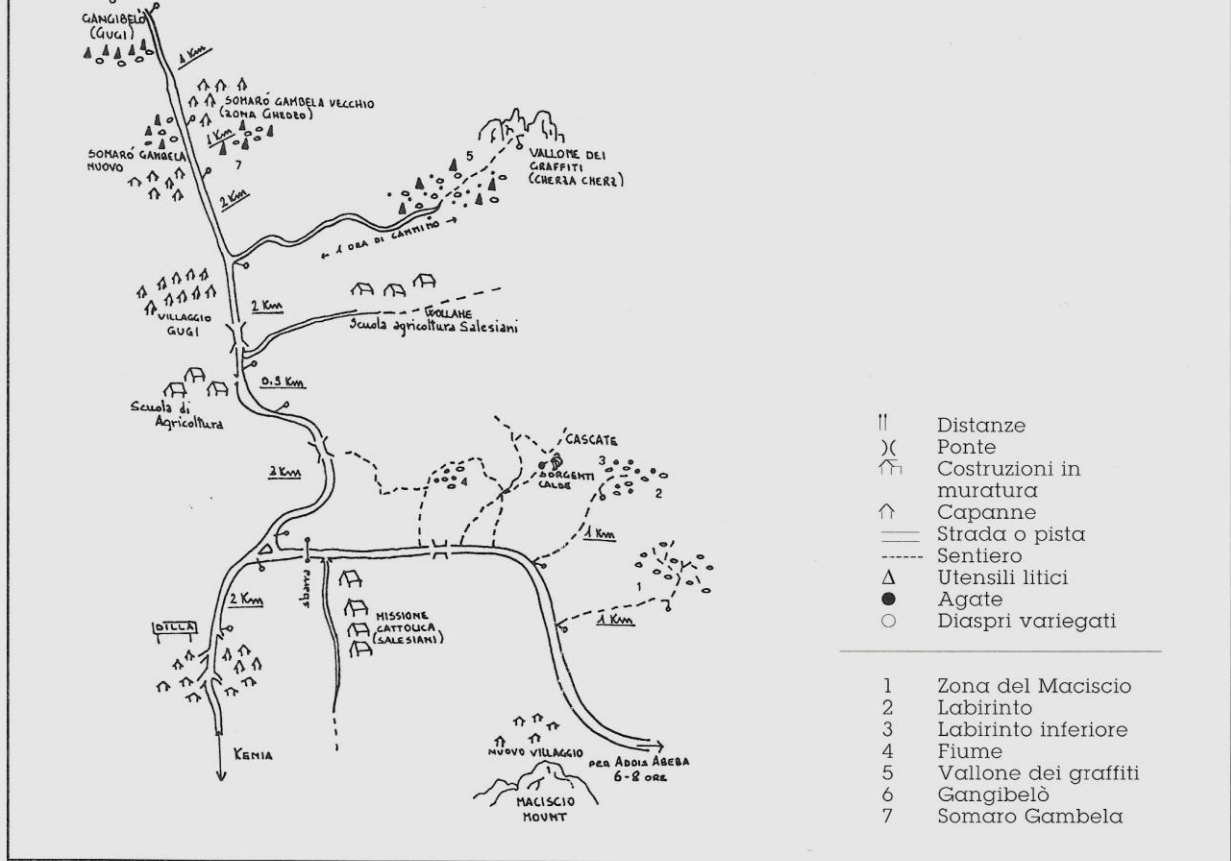 GANGIBELÒ
(GUGI)
1 Km
SOMARÓ GAMBELA VECCHIO
(ZONA GHEDEO)
1 Km
SOMARÓ GAMBELA
NUOVO
7
2 Km
5
VALLONE DEI
GRAFFITI
(CHERZA CHERZ)
← 1 ORA DI CAMMINO →
VILLAGGIO
GUGI
2 Km
WOLLAME
Scuola agricoltura Salesiani
0.5 Km
Scuola di
Agricoltura
CASCATE
3
SORGENTI
CALDE
2
4
1 Km
sbarra
1
1 Km
2 Km
DILLA
MISSIONE
CATTOLICA
(SALESIANI)
KENIA
NUOVO VILLAGGIO
PER ADDIS ABEBA
6-8 ORE
MACISCIO
MOUNT
Distanze
Ponte
Costruzioni in
muratura
Capanne
Strada o pista
Sentiero
Utensili litici
Agate
Diaspri variegati
1 Zona del Maciscio
2 Labirinto
3 Labirinto inferiore
4 Fiume
5 Vallone dei graffiti
6 Gangibelò
7 Somaro Gambela